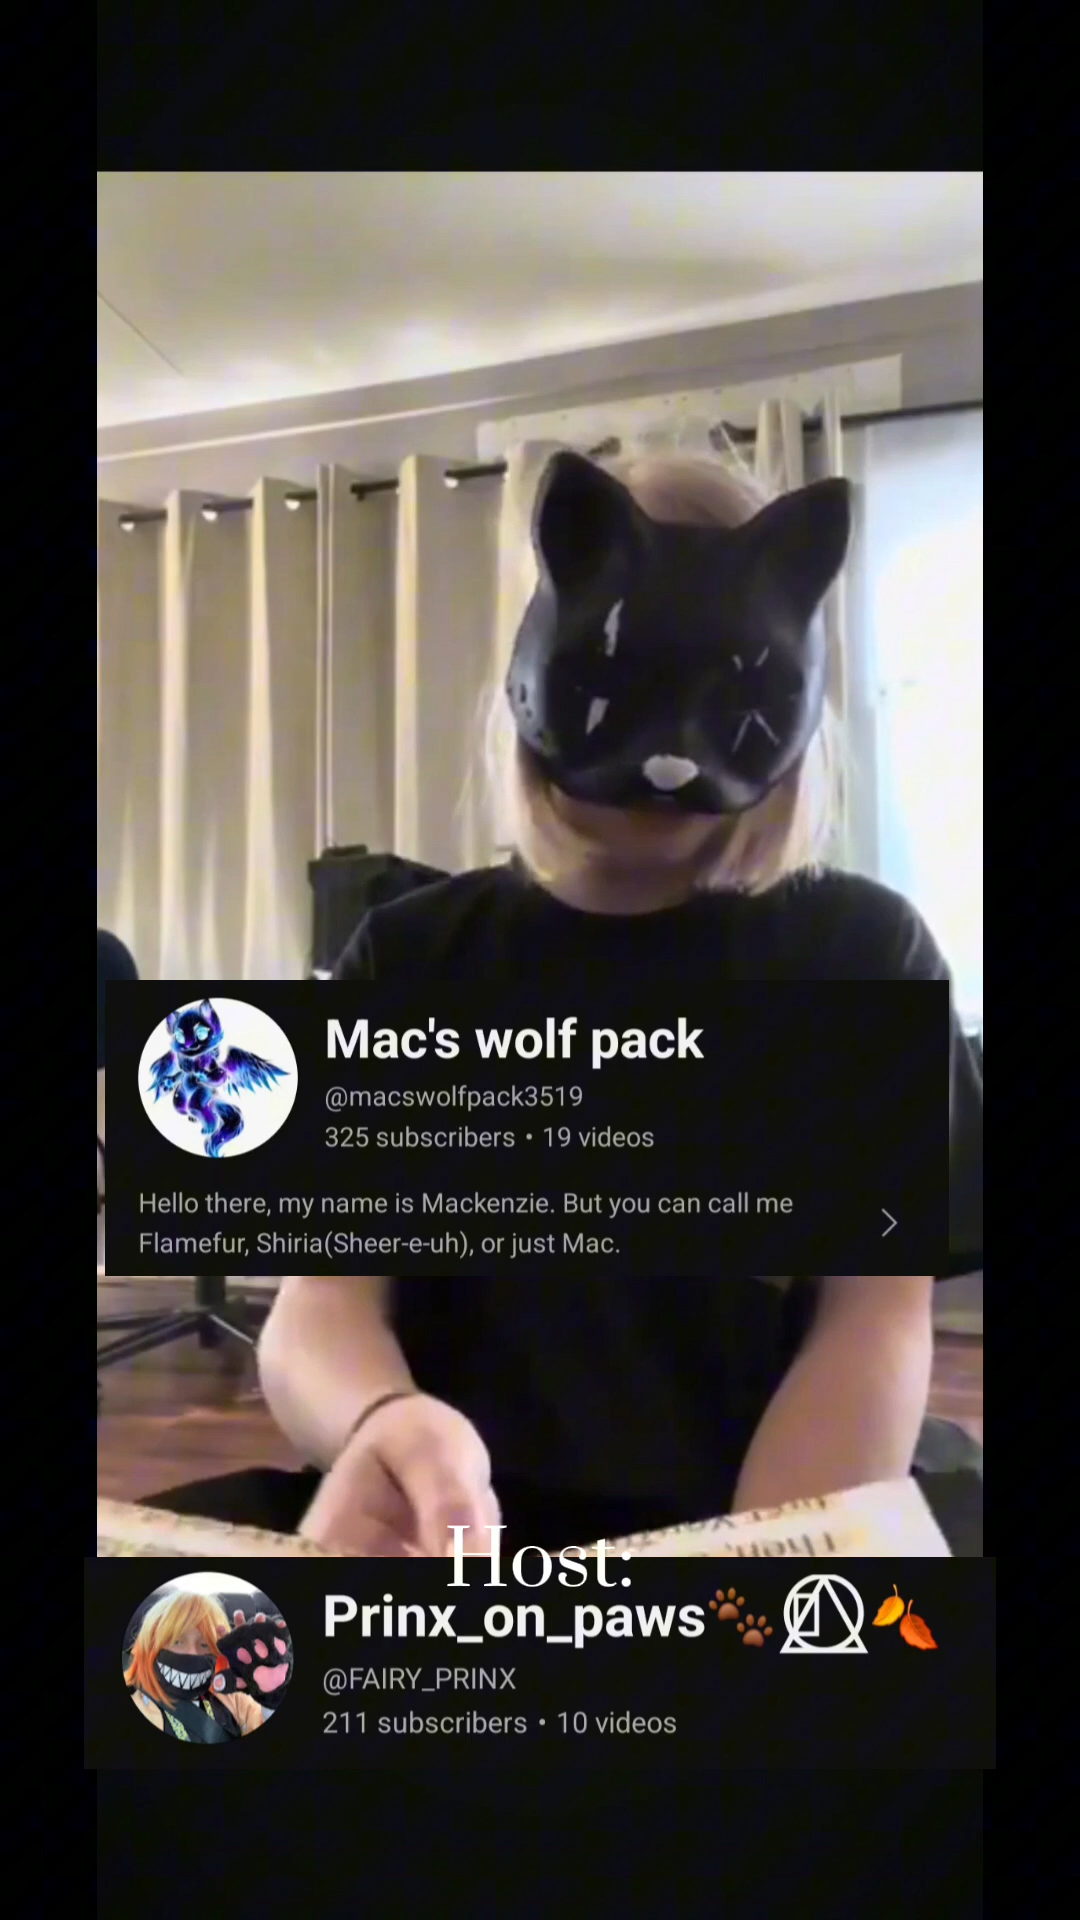 Mac's wolf pack
@macswolfpack3519
325 subscribers • 19 videos
Hello there, my name is Mackenzie. But you can call me
Flamefur, Shiria(Sheer-e-uh), or just Mac.
Host:
Prinx_on_paws🐾
@FAIRY_PRINX
211 subscribers • 10 videos